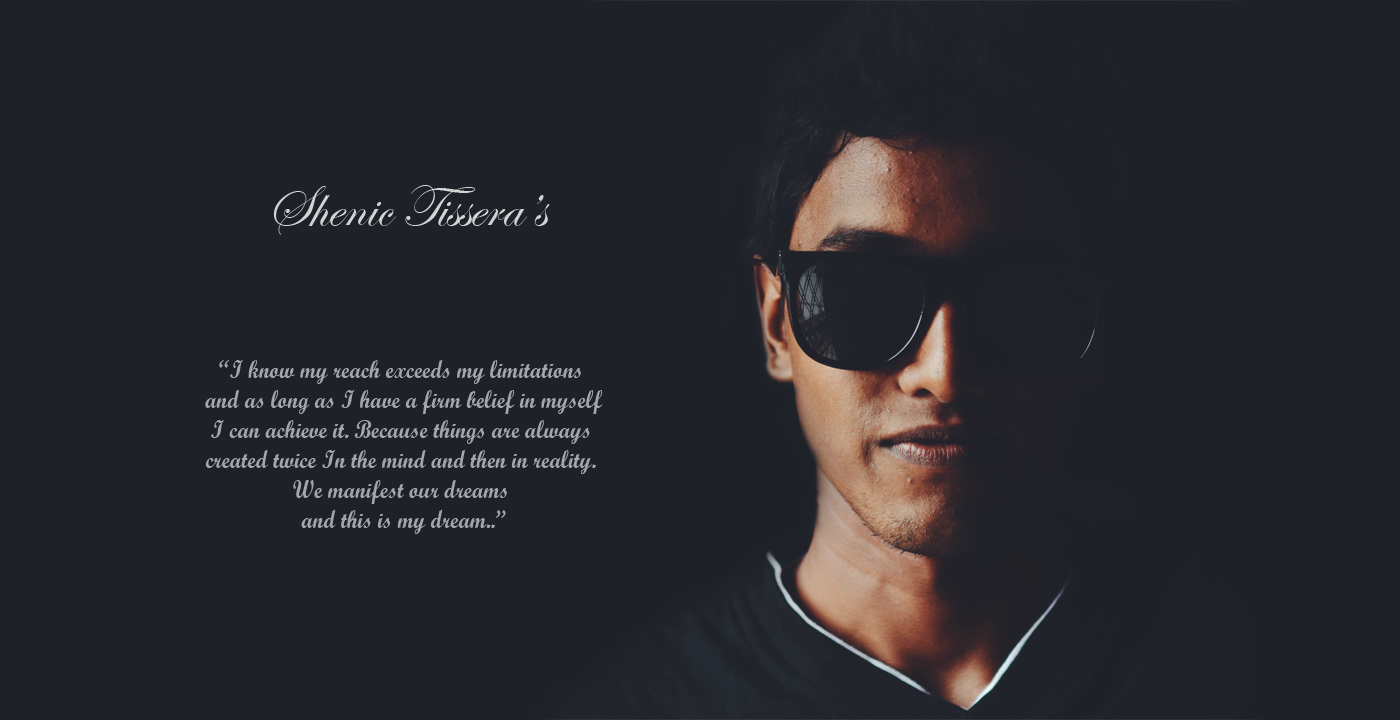 Shenic Tissera's
“I know my reach exceeds my limitations
and as long as I have a firm belief in myself
I can achieve it. Because things are always
created twice In the mind and then in reality.
We manifest our dreams
and this is my dream..”